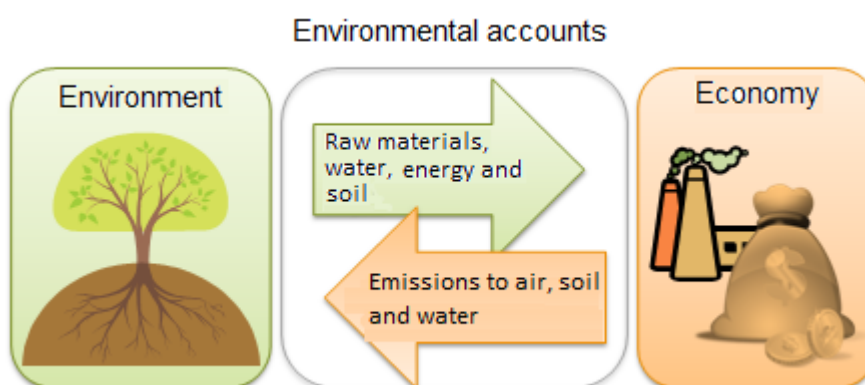 Environmental accounts
Environment
Raw materials,
water, energy and
soil
Emissions to air, soil
and water
Economy